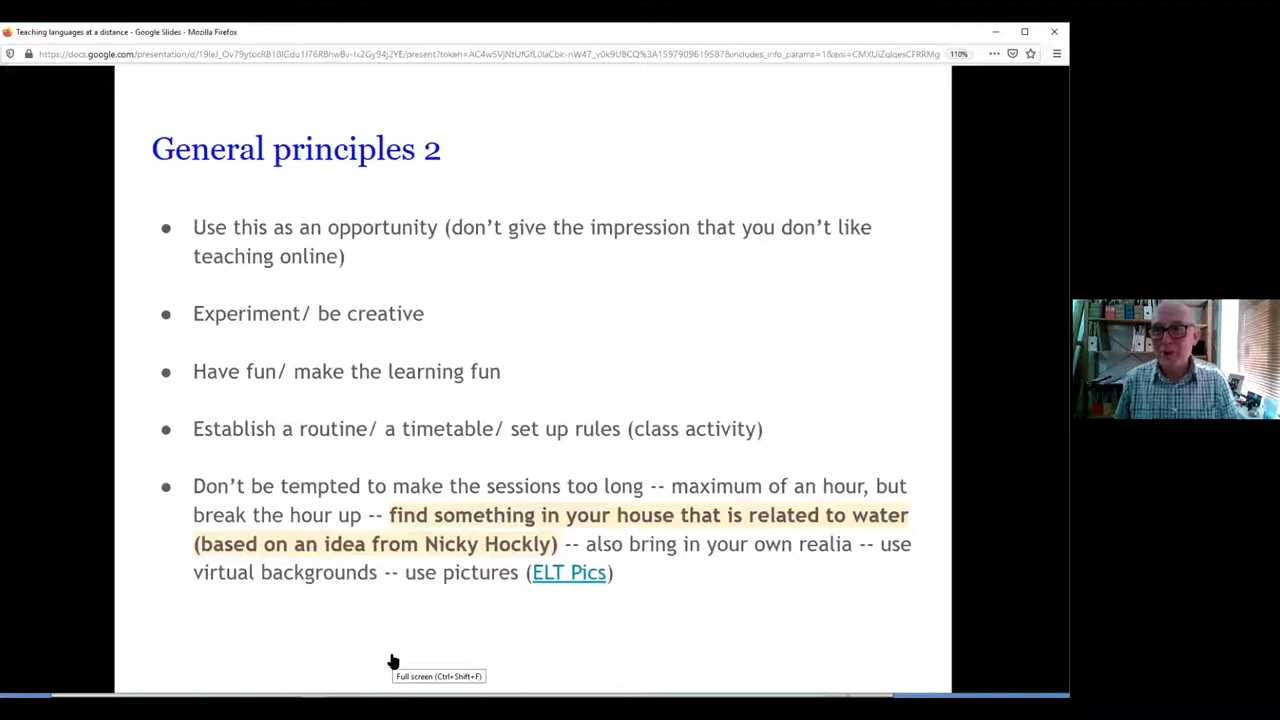 Teaching languages at a distance - Google Slides - Mozilla Firefox
110%
General principles 2
● Use this as an opportunity (don't give the impression that you don't like
teaching online)
● Experiment/ be creative
● Have fun/ make the learning fun
● Establish a routine/ a timetable/ set up rules (class activity)
● Don't be tempted to make the sessions too long -- maximum of an hour, but
break the hour up -- find something in your house that is related to water
(based on an idea from Nicky Hockly) -- also bring in your own realia -- use
virtual backgrounds -- use pictures (ELT Pics)
Full screen (Ctrl+Shift+F)